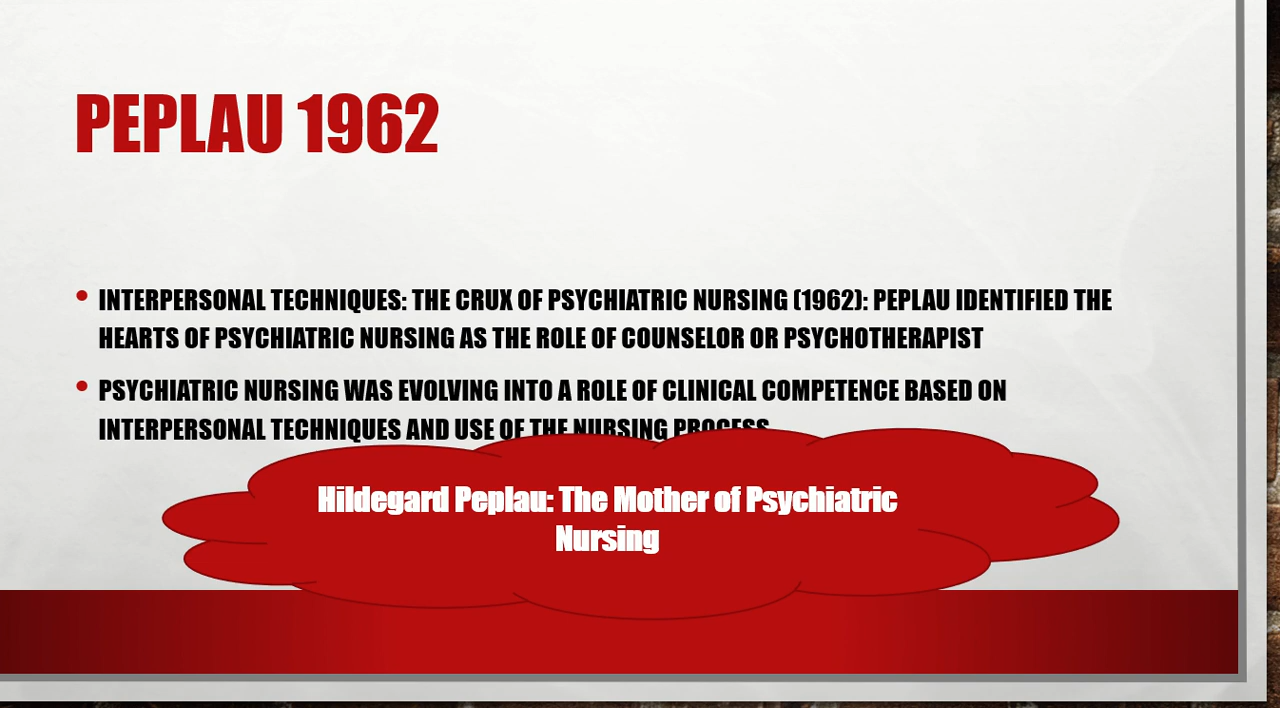 PEPLAU 1962
• INTERPERSONAL TECHNIQUES: THE CRUX OF PSYCHIATRIC NURSING (1962): PEPLAU IDENTIFIED THE
HEARTS OF PSYCHIATRIC NURSING AS THE ROLE OF COUNSELOR OR PSYCHOTHERAPIST
• PSYCHIATRIC NURSING WAS EVOLVING INTO A ROLE OF CLINICAL COMPETENCE BASED ON
INTERPERSONAL TECHNIQUES AND USE OF THE NURSING PROCESS
Hildegard Peplau: The Mother of Psychiatric
Nursing